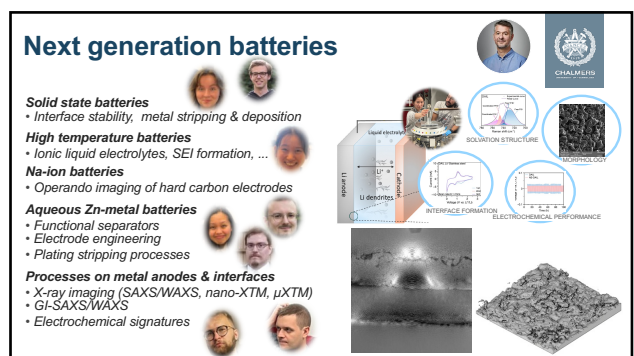 Next generation batteries
CHALMERS
Solid state batteries
• Interface stability, metal stripping & deposition
High temperature batteries
• Ionic liquid electrolytes, SEI formation, ...
Na-ion batteries
• Operando imaging of hard carbon electrodes
Aqueous Zn-metal batteries
• Functional separators
• Electrode engineering
• Plating stripping processes
Processes on metal anodes & interfaces
• X-ray imaging (SAXS/WAXS, nano-XTM, µXTM)
• GI-SAXS/WAXS
• Electrochemical signatures
Liquid electrolyte
Li anode
Li⁺
Cathode
Li dendrites
SOLVATION STRUCTURE
MORPHOLOGY
INTERFACE FORMATION
ELECTROCHEMICAL PERFORMANCE